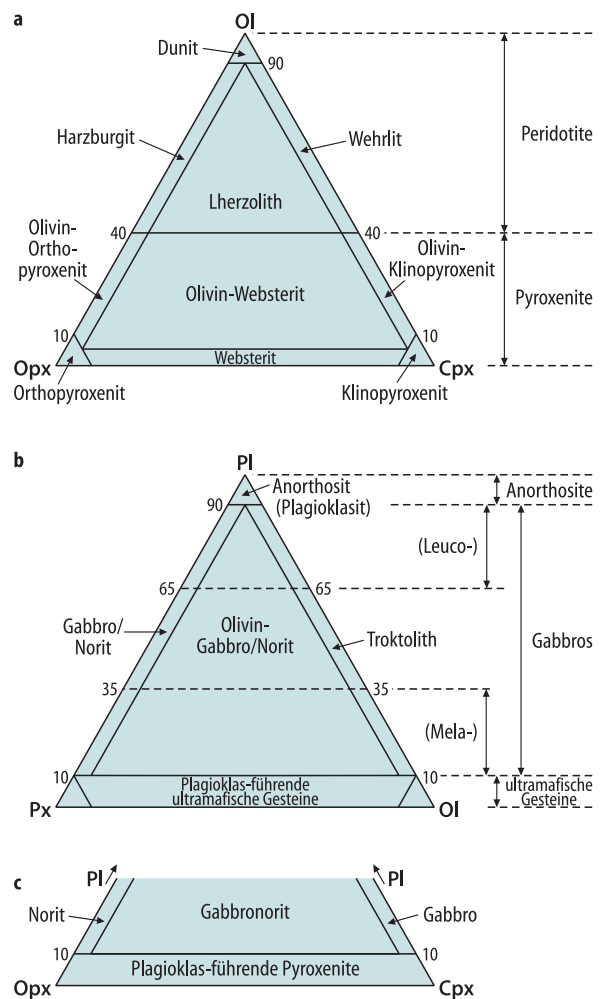 a
Ol
Dunit
90
Harzburgit
Wehrlit
Peridotite
Lherzolith
Olivin-
Ortho-
pyroxenit
40
40
Olivin-
Klinopyroxenit
Olivin-Websterit
Pyroxenite
10
10
Websterit
Opx
Cpx
Orthopyroxenit
Klinopyroxenit
b
Pl
Anorthosit
(Plagioklasit)
Anorthosite
90
(Leuco-)
65
65
Gabbro/
Norit
Olivin-
Gabbro/Norit
Troktolith
Gabbros
35
35
(Mela-)
10
10
Plagioklas-führende
ultramafische Gesteine
ultramafische
Gesteine
Px
Ol
c
Pl
Pl
Norit
Gabbronorit
Gabbro
10
10
Plagioklas-führende Pyroxenite
Opx
Cpx